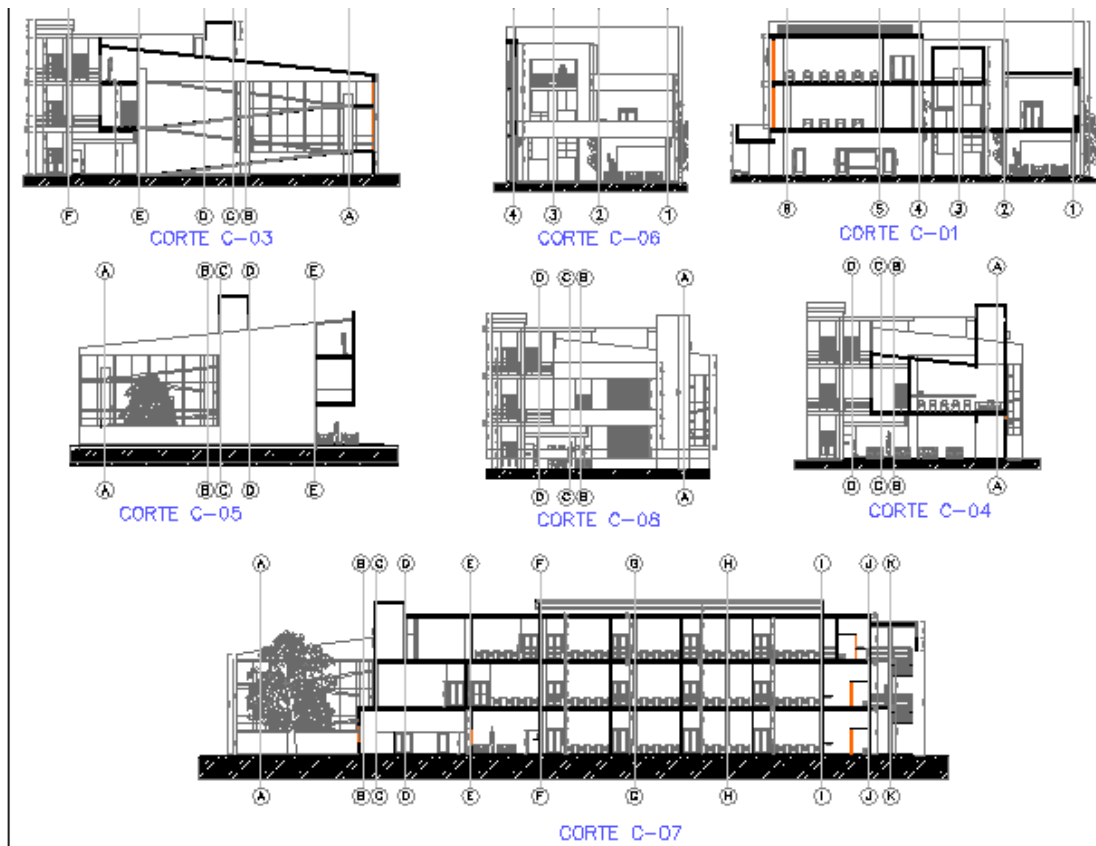 F E D C B A
4 3 2 1
6 5 4 3 2 1
CORTE C-03
CORTE C-06
CORTE C-01
A B C D E
D C B A
D C B A
A B C D E
D C B A
D C B A
CORTE C-05
CORTE C-08
CORTE C-04
A B C D E F G H I J K
A B C D E F G H I J K
CORTE C-07